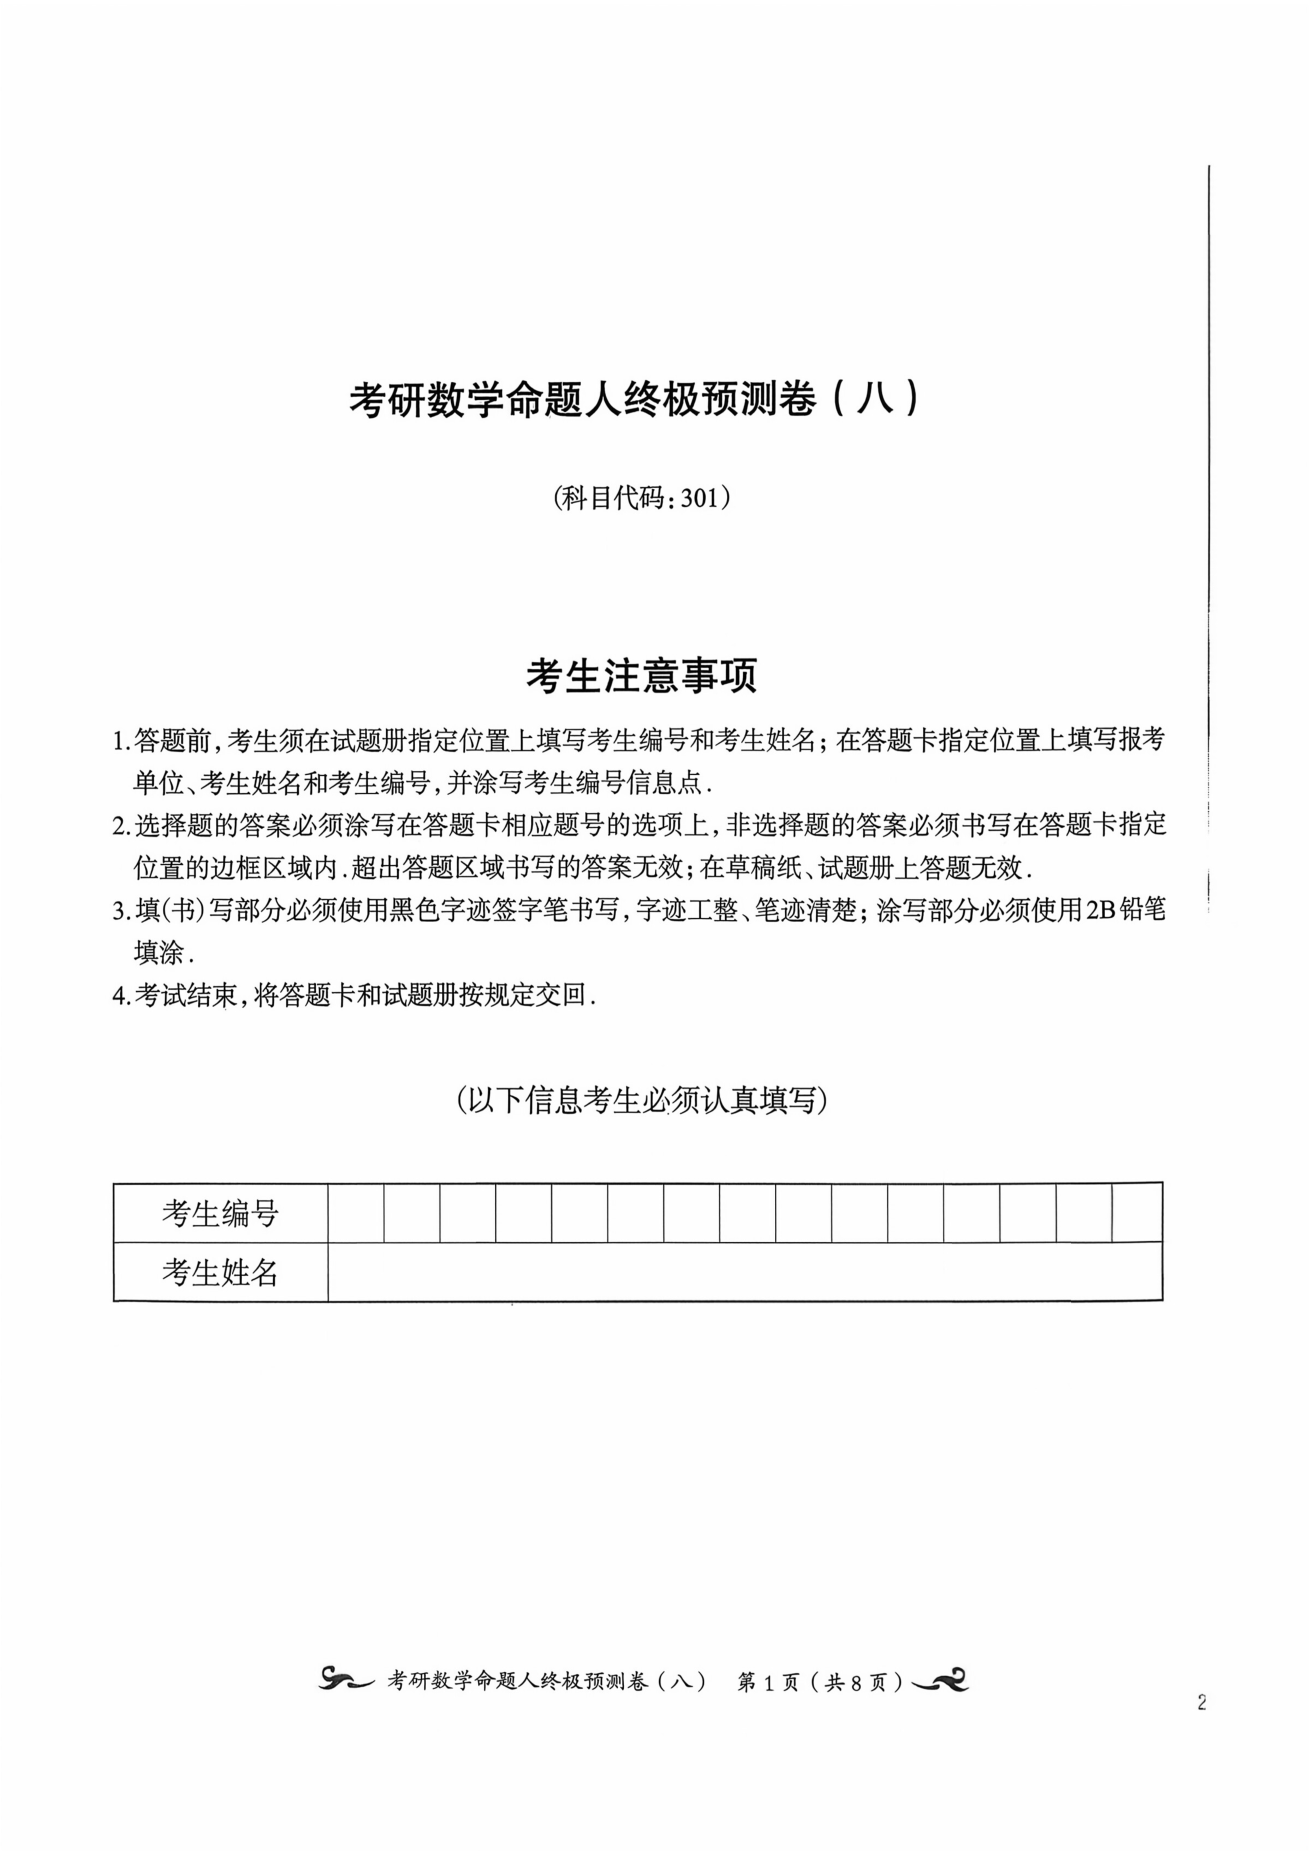 考研数学命题人终极预测卷(八)
(科目代码:301)
考生注意事项
1.答题前,考生须在试题册指定位置上填写考生编号和考生姓名;在答题卡指定位置上填写报考
单位、考生姓名和考生编号,并涂写考生编号信息点.
2.选择题的答案必须涂写在答题卡相应题号的选项上,非选择题的答案必须书写在答题卡指定
位置的边框区域内.超出答题区域书写的答案无效;在草稿纸、试题册上答题无效.
3.填(书)写部分必须使用黑色字迹签字笔书写,字迹工整、笔迹清楚;涂写部分必须使用2B铅笔
填涂.
4.考试结束,将答题卡和试题册按规定交回.
(以下信息考生必须认真填写)
考生编号
考生姓名
考研数学命题人终极预测卷(八) 第1页(共8页)
2